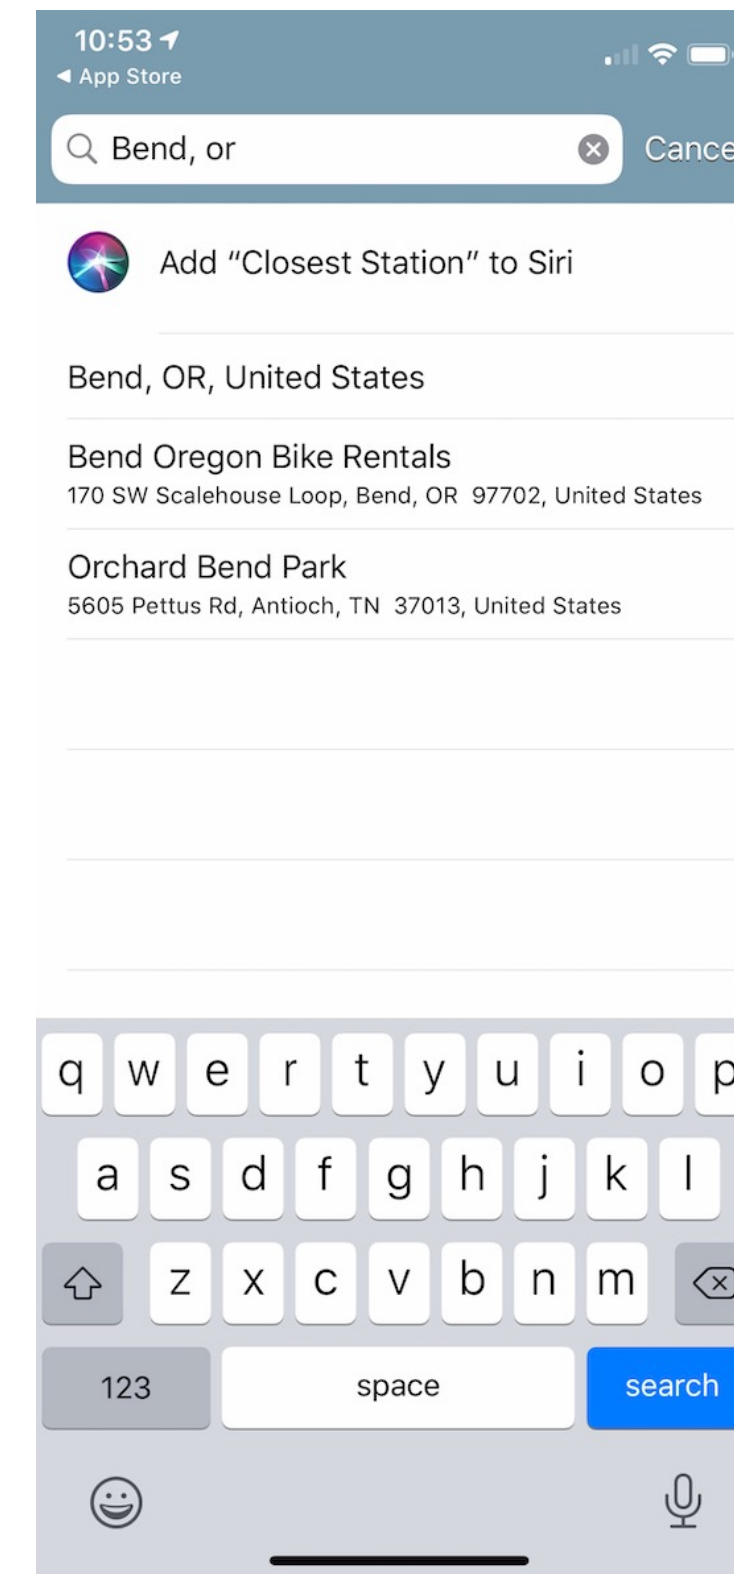 10:53
◀ App Store
Bend, or
Cance
Add “Closest Station” to Siri
Bend, OR, United States
Bend Oregon Bike Rentals
170 SW Scalehouse Loop, Bend, OR  97702, United States
Orchard Bend Park
5605 Pettus Rd, Antioch, TN  37013, United States
q w e r t y u i o p
a s d f g h j k l
z x c v b n m
123 space search